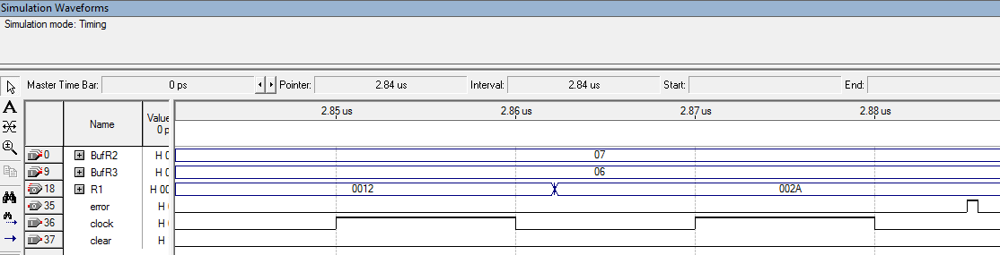 Simulation Waveforms
Simulation mode: Timing
Master Time Bar: 0 ps Pointer: 2.84 us Interval: 2.84 us Start: End:
Name Value 0 p 2.85 us 2.86 us 2.87 us 2.88 us
0 BufR2 H 0 07
9 BufR3 H 0 06
18 R1 H 00 0012 002A
35 error H
36 clock H
37 clear H